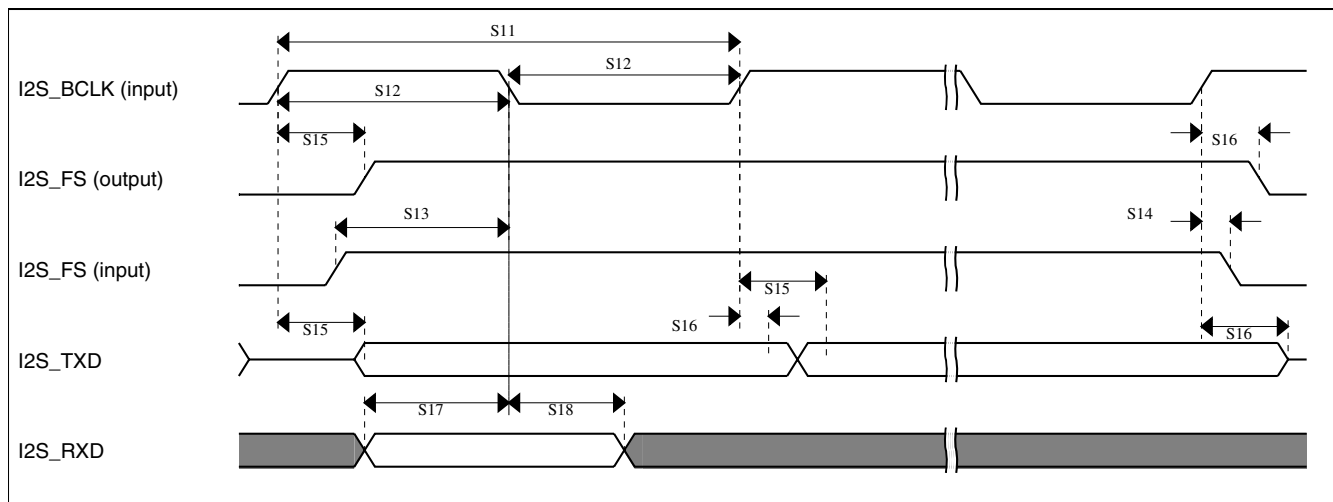 S11
I2S_BCLK (input)
S12
S12
S15
S16
I2S_FS (output)
S13
S14
I2S_FS (input)
S15
S15
S16
S16
I2S_TXD
S17
S18
I2S_RXD